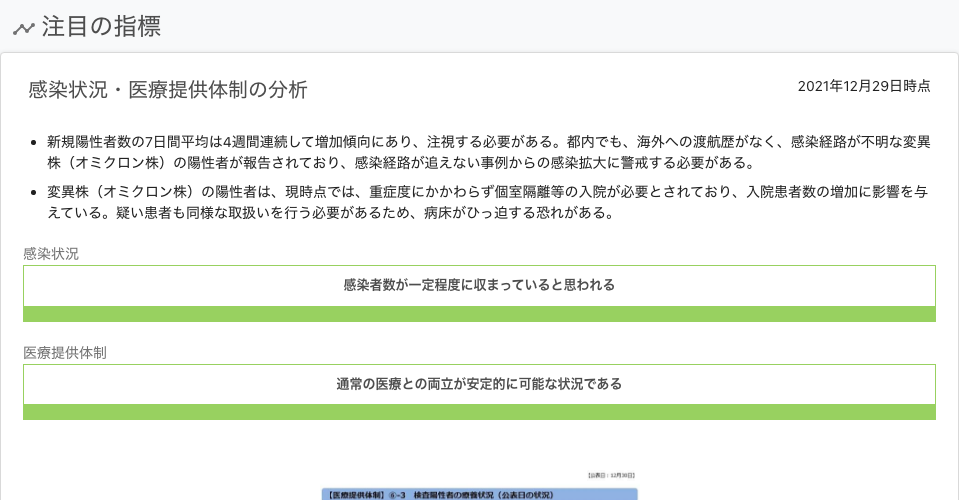 注目の指標
感染状況・医療提供体制の分析
2021年12月29日時点
新規陽性者数の7日間平均は4週間連続して増加傾向にあり、注視する必要がある。都内でも、海外への渡航歴がなく、感染経路が不明な変異
株（オミクロン株）の陽性者が報告されており、感染経路が追えない事例からの感染拡大に警戒する必要がある。
変異株（オミクロン株）の陽性者は、現時点では、重症度にかかわらず個室隔離等の入院が必要とされており、入院患者数の増加に影響を与
えている。疑い患者も同様な取扱いを行う必要があるため、病床がひっ迫する恐れがある。
感染状況
感染者数が一定程度に収まっていると思われる
医療提供体制
通常の医療との両立が安定的に可能な状況である
【公表日：12月30日】
【医療提供体制】⑥-3 検査陽性者の療養状況（公表日の状況）